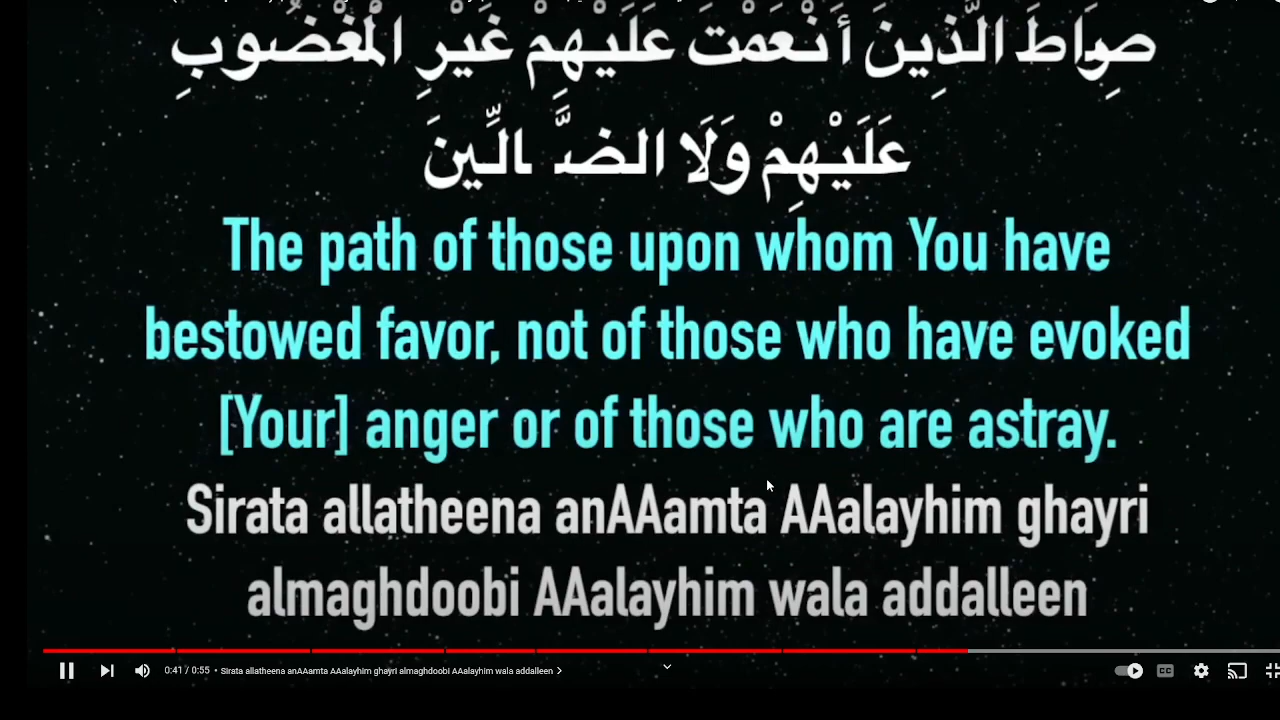 صِرَاطَ الَّذِينَ أَنْعَمْتَ عَلَيْهِمْ غَيْرِ الْمَغْضُوبِ
عَلَيْهِمْ وَلَا الضَّالِّينَ
The path of those upon whom You have
bestowed favor, not of those who have evoked
[Your] anger or of those who are astray.
Sirata allatheena anAAamta AAalayhim ghayri
almaghdoobi AAalayhim wala addalleen
0:41 / 0:55 • Sirata allatheena anAAamta AAalayhim ghayri almaghdoobi AAalayhim wala addalleen
CC